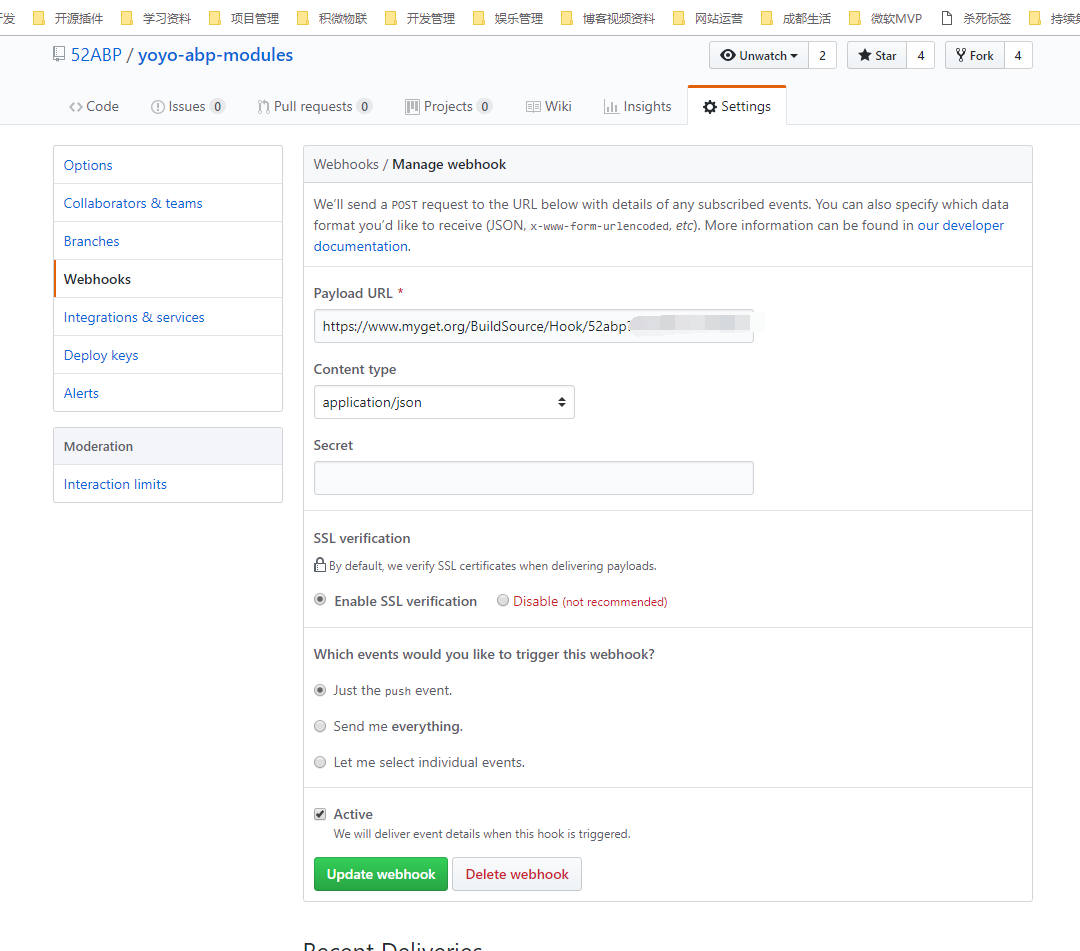 开源插件 学习资料 项目管理 积微物联 开发管理 娱乐管理 博客视频资料 网站运营 成都生活 微软MVP 杀死标签
52ABP / yoyo-abp-modules Unwatch 2 Star 4 Fork 4
Code Issues 0 Pull requests 0 Projects 0 Wiki Insights Settings
Options
Collaborators & teams
Branches
Webhooks
Integrations & services
Deploy keys
Alerts
Moderation
Interaction limits
Webhooks / Manage webhook
We’ll send a POST request to the URL below with details of any subscribed events. You can also specify which data
format you’d like to receive (JSON, x-www-form-urlencoded, etc). More information can be found in our developer
documentation.
Payload URL *
https://www.myget.org/BuildSource/Hook/52abp?
Content type
application/json
Secret
SSL verification
By default, we verify SSL certificates when delivering payloads.
Enable SSL verification Disable (not recommended)
Which events would you like to trigger this webhook?
Just the push event.
Send me everything.
Let me select individual events.
Active
We will deliver event details when this hook is triggered.
Update webhook Delete webhook
Recent Deliveries